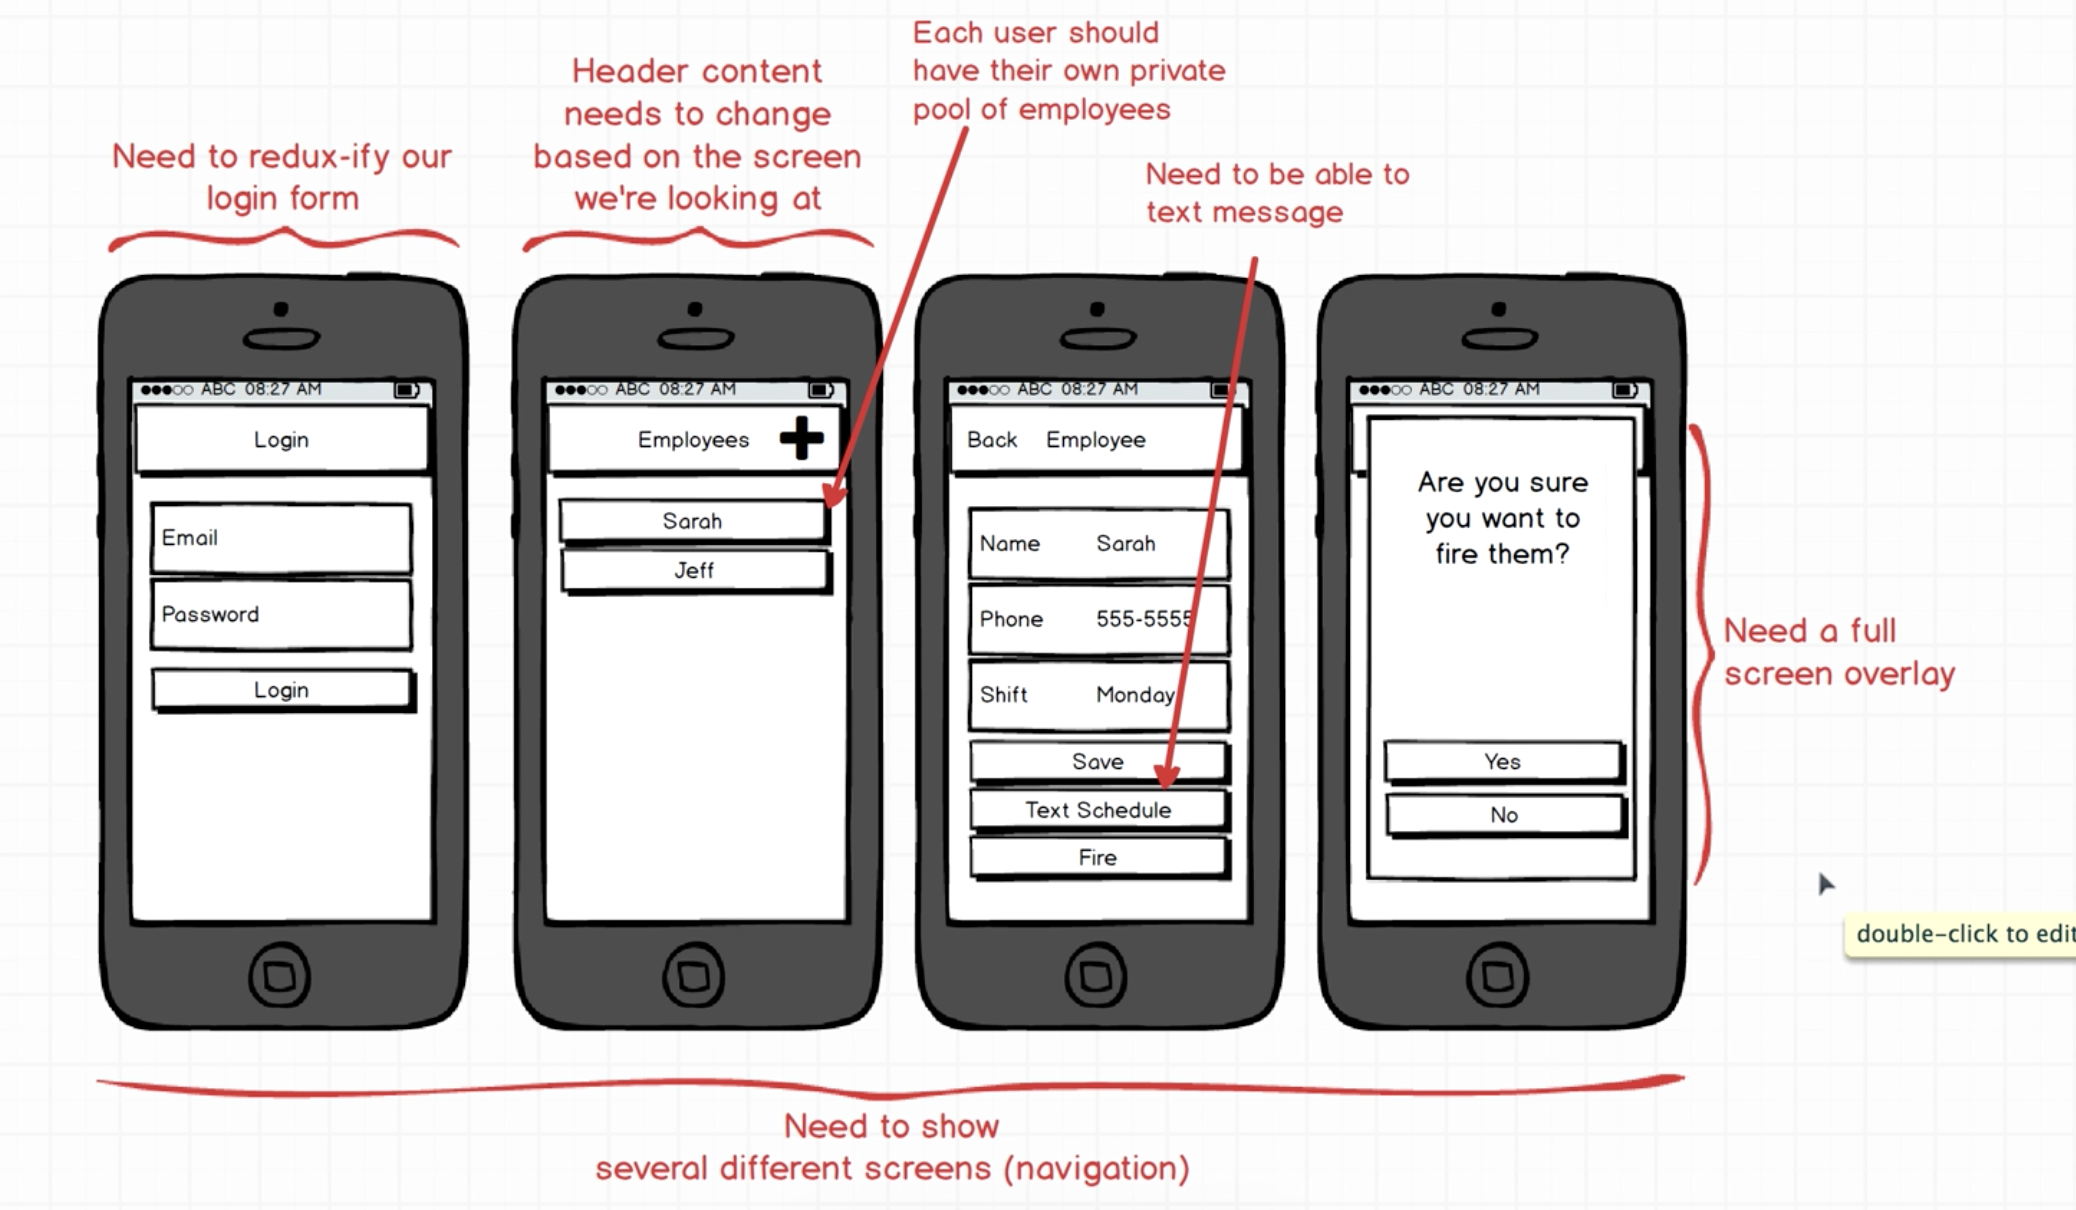 Each user should
have their own private
pool of employees
Header content
needs to change
based on the screen
we're looking at
Need to redux-ify our
login form
Need to be able to
text message
ABC 08:27 AM
Login
Email
Password
Login
ABC 08:27 AM
Employees
Sarah
Jeff
ABC 08:27 AM
Back Employee
Name Sarah
Phone 555-5555
Shift Monday
Save
Text Schedule
Fire
ABC 08:27 AM
Are you sure
you want to
fire them?
Yes
No
Need a full
screen overlay
double-click to edit
Need to show
several different screens (navigation)